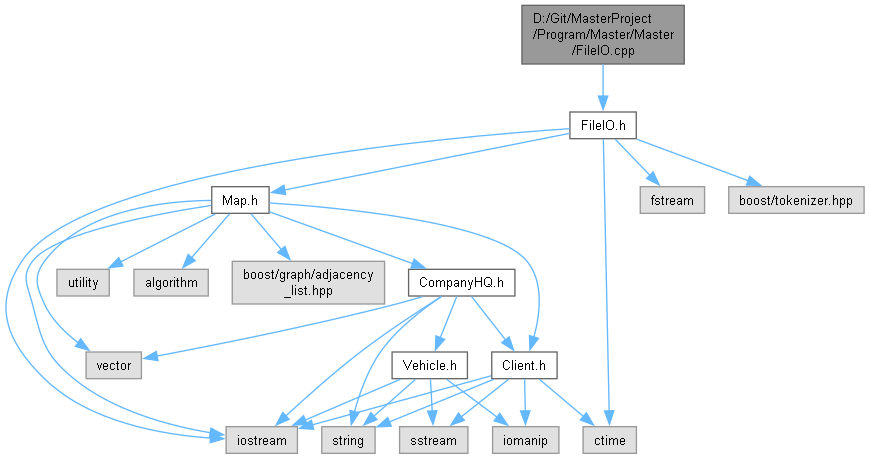 D:/Git/MasterProject
/Program/Master/Master
/FileIO.cpp
FileIO.h
Map.h
fstream
boost/tokenizer.hpp
utility
algorithm
boost/graph/adjacency
_list.hpp
CompanyHQ.h
vector
Vehicle.h
Client.h
iostream
string
sstream
iomanip
ctime